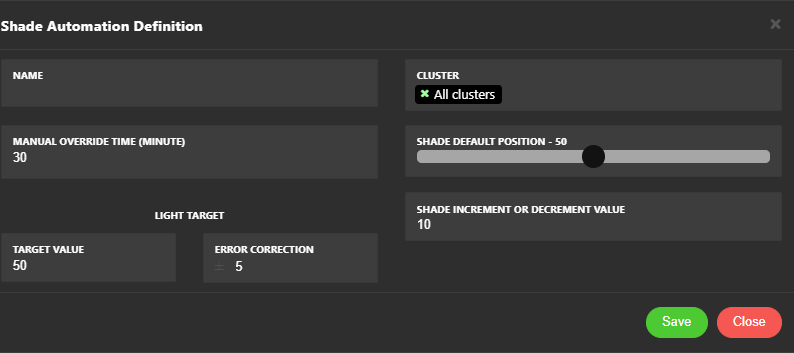 Shade Automation Definition
×
NAME
CLUSTER
✖ All clusters
MANUAL OVERRIDE TIME (MINUTE)
30
SHADE DEFAULT POSITION - 50
LIGHT TARGET
SHADE INCREMENT OR DECREMENT VALUE
10
TARGET VALUE
50
ERROR CORRECTION
± 5
Save
Close